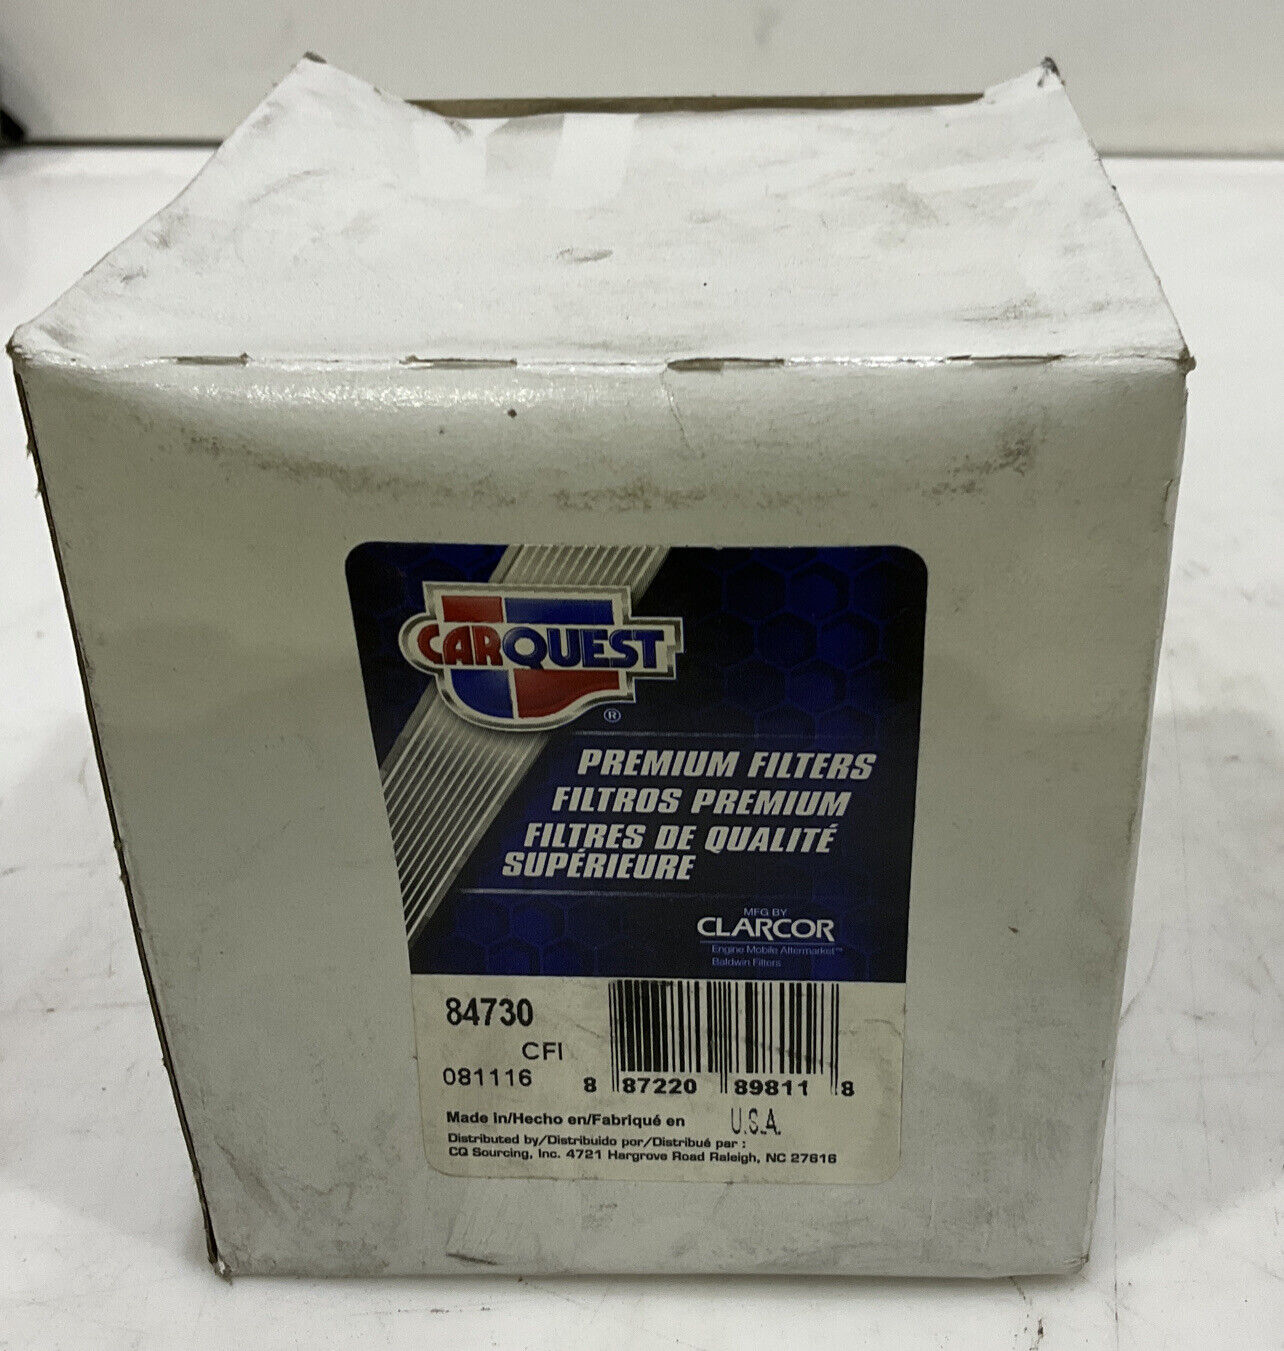 CARQUEST
®
PREMIUM FILTERS
FILTROS PREMIUM
FILTRES DE QUALITÉ
SUPÉRIEURE
MFG BY
CLARCOR
Engine Mobile Aftermarket™
Baldwin Filters
84730
CFI
081116
8 87220 89811 8
Made in/Hecho en/Fabriqué en U.S.A.
Distributed by/Distribuido por/Distribué par :
CQ Sourcing, Inc. 4721 Hargrove Road Raleigh, NC 27616